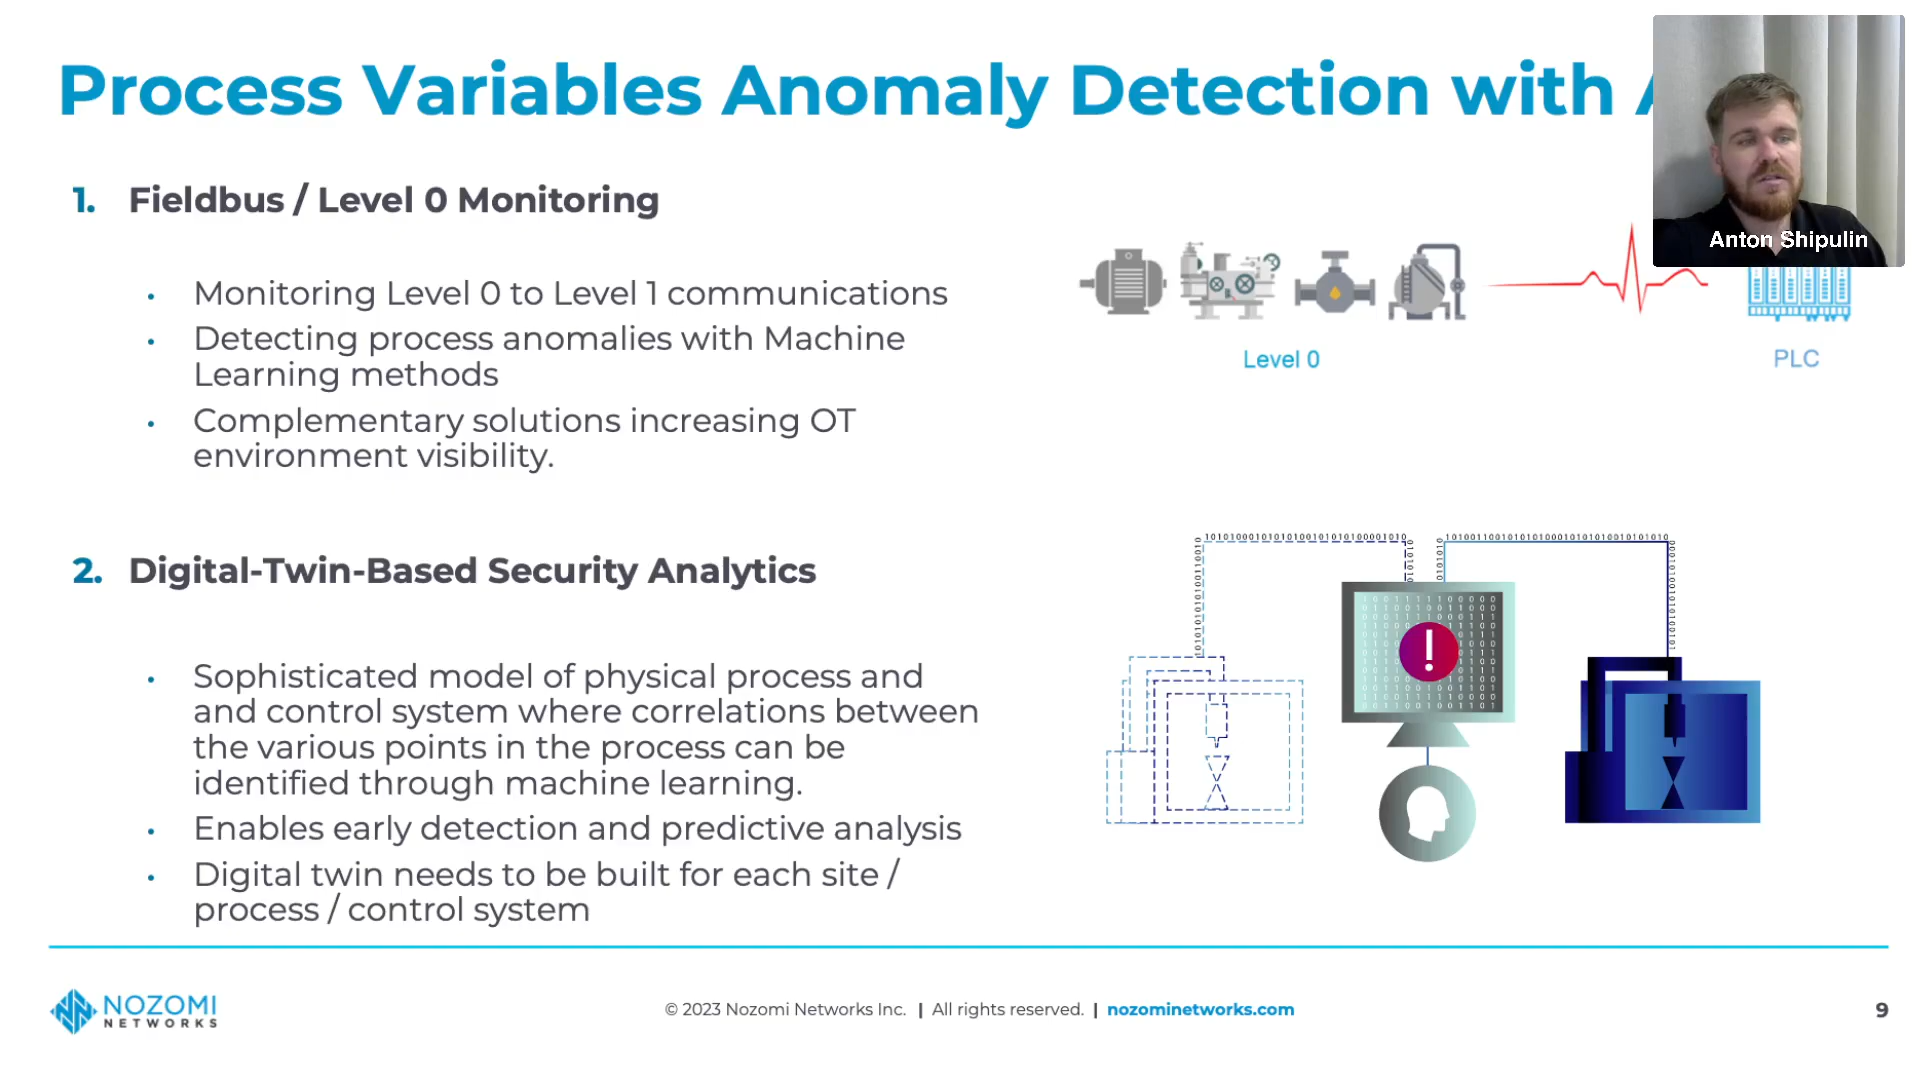 Process Variables Anomaly Detection with A
Anton Shipulin
1. Fieldbus / Level 0 Monitoring
• Monitoring Level 0 to Level 1 communications
• Detecting process anomalies with Machine
Learning methods
• Complementary solutions increasing OT
environment visibility.
Level 0
PLC
2. Digital-Twin-Based Security Analytics
• Sophisticated model of physical process and
and control system where correlations between
the various points in the process can be
identified through machine learning.
• Enables early detection and predictive analysis
• Digital twin needs to be built for each site /
process / control system
!
NOZOMI
NETWORKS
© 2023 Nozomi Networks Inc. | All rights reserved. | nozominetworks.com
9